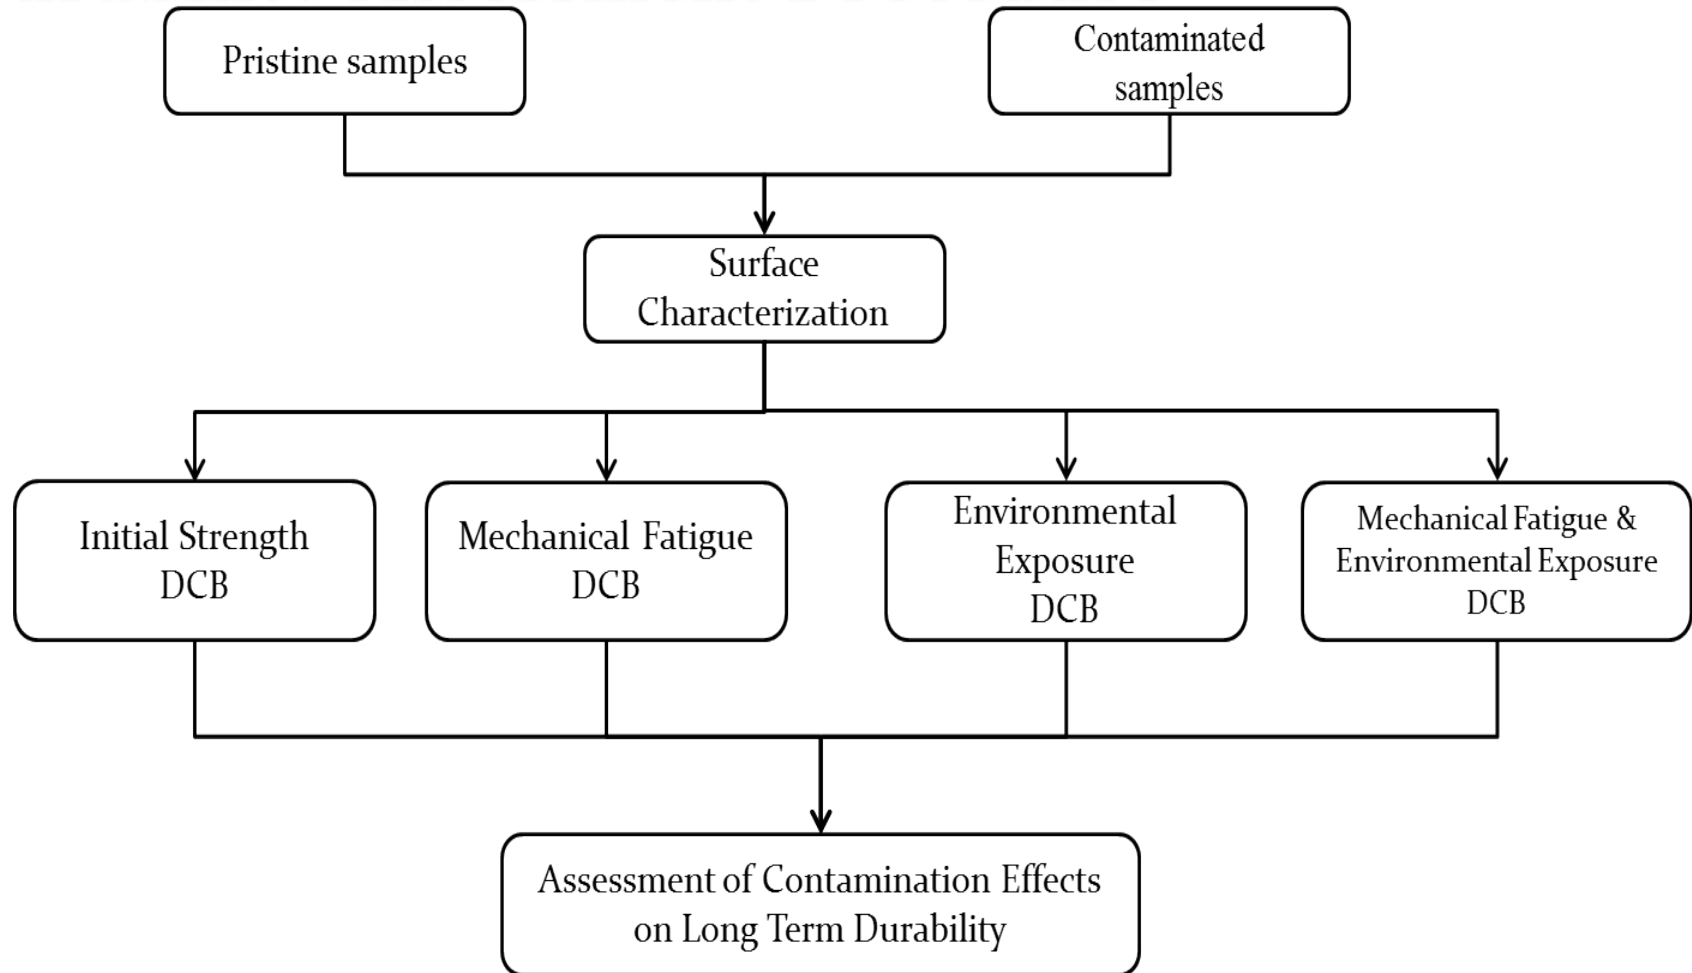 Pristine samples
Contaminated
samples
Surface
Characterization
Initial Strength
DCB
Mechanical Fatigue
DCB
Environmental
Exposure
DCB
Mechanical Fatigue &
Environmental Exposure
DCB
Assessment of Contamination Effects
on Long Term Durability